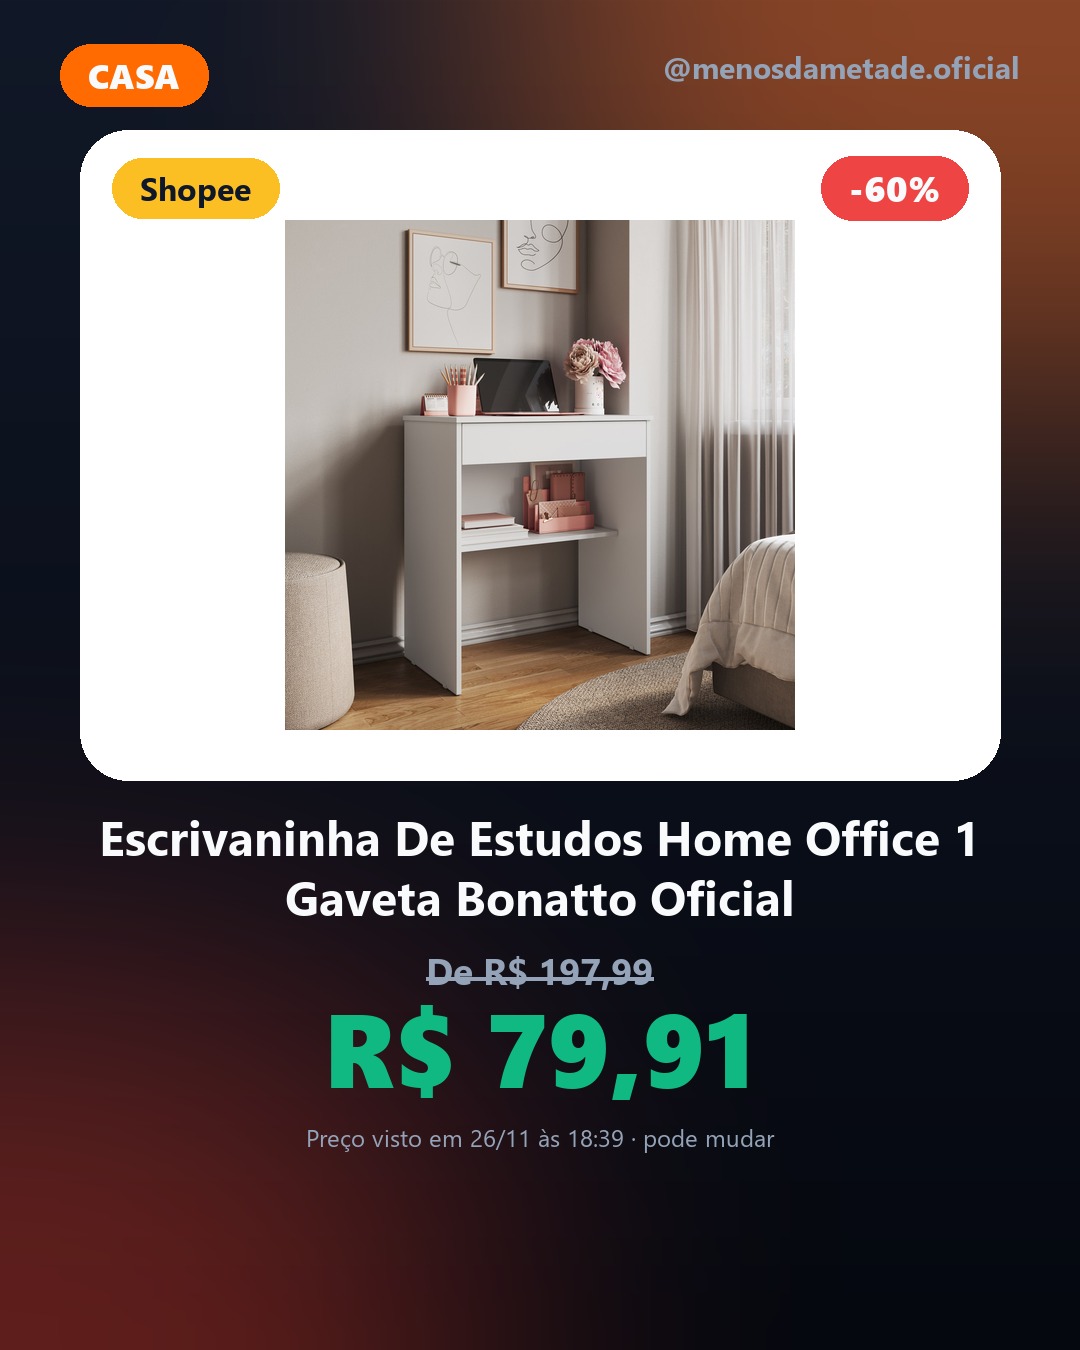 CASA
@menosdametade.oficial
Shopee
-60%
Escrivaninha De Estudos Home Office 1
Gaveta Bonatto Oficial
De R$ 197,99
R$ 79,91
Preço visto em 26/11 às 18:39 · pode mudar